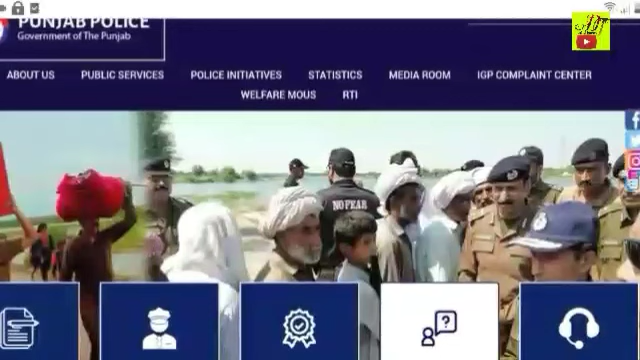 PUNJAB POLICE
Government of The Punjab
ABOUT US PUBLIC SERVICES POLICE INITIATIVES STATISTICS MEDIA ROOM IGP COMPLAINT CENTER
WELFARE MOUS RTI
NO FEAR